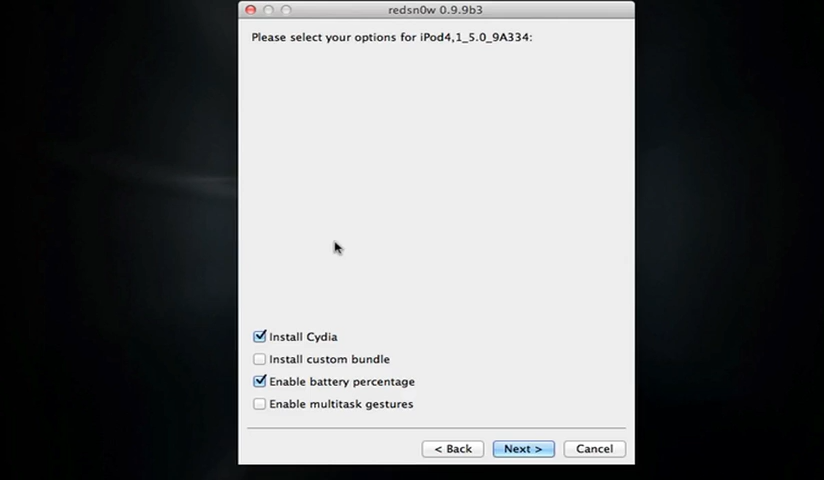 redsn0w 0.9.9b3
Please select your options for iPod4,1_5.0_9A334:
Install Cydia
Install custom bundle
Enable battery percentage
Enable multitask gestures
< Back
Next >
Cancel